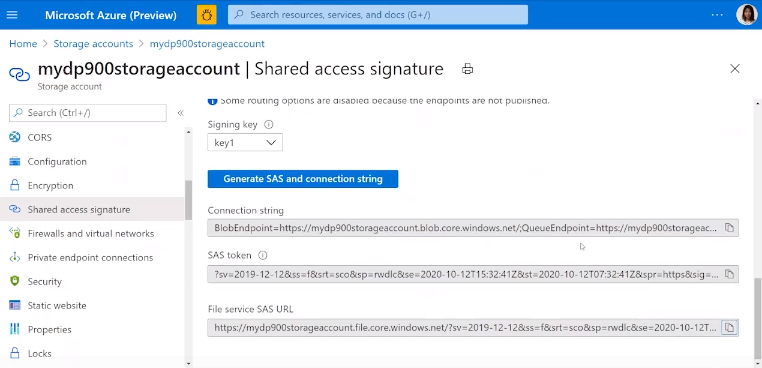 Microsoft Azure (Preview)
Search resources, services, and docs (G+/)
Home > Storage accounts > mydp900storageaccount
mydp900storageaccount | Shared access signature
Storage account
Search (Ctrl+/)
CORS
Configuration
Encryption
Shared access signature
Firewalls and virtual networks
Private endpoint connections
Security
Static website
Properties
Locks
Some routing options are disabled because the endpoints are not published.
Signing key
key1
Generate SAS and connection string
Connection string
BlobEndpoint=https://mydp900storageaccount.blob.core.windows.net/;QueueEndpoint=https://mydp900storageac...
SAS token
?sv=2019-12-12&ss=f&srt=sco&sp=rwdlc&se=2020-10-12T15:32:41Z&st=2020-10-12T07:32:41Z&spr=https&sig=...
File service SAS URL
https://mydp900storageaccount.file.core.windows.net/?sv=2019-12-12&ss=f&srt=sco&sp=rwdlc&se=2020-10-12T...